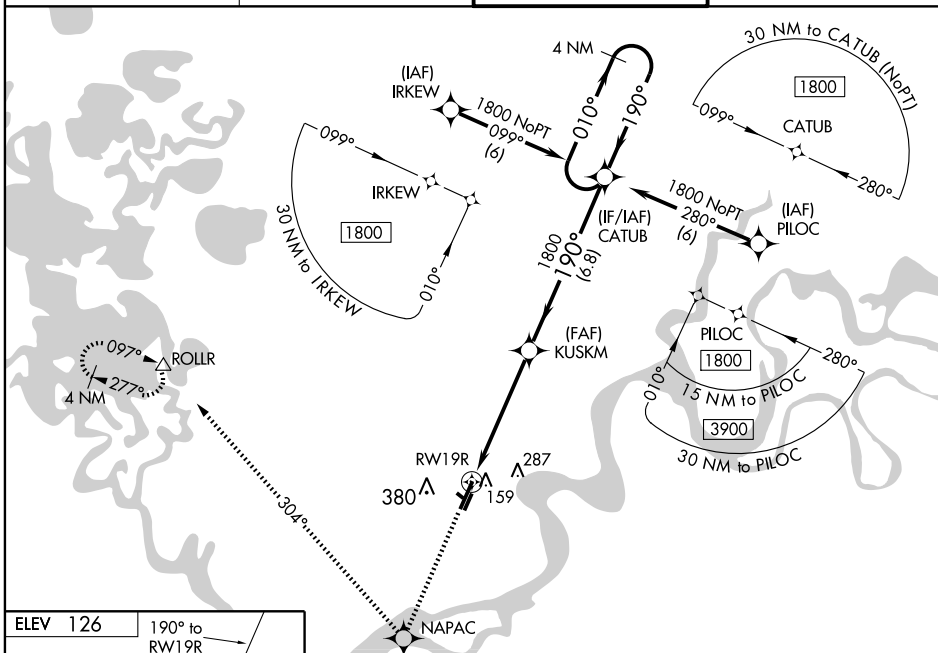 30 NM to CATUB (NoPT)
1800
099°
CATUB
280°
4 NM
010°
190°
(IAF)
IRKEW
1800 NoPT
099°
(6)
099°
IRKEW
1800
010°
30 NM to IRKEW
(IF/IAF)
CATUB
1800 NoPT
280°
(6)
(IAF)
PILOC
1800
190°
(6.8)
(FAF)
KUSKM
PILOC
1800
280°
010°
15 NM to PILOC
3900
30 NM to PILOC
097°
ROLLR
277°
4 NM
304°
RW19R
287
380
159
NAPAC
ELEV 126
190° to
RW19R